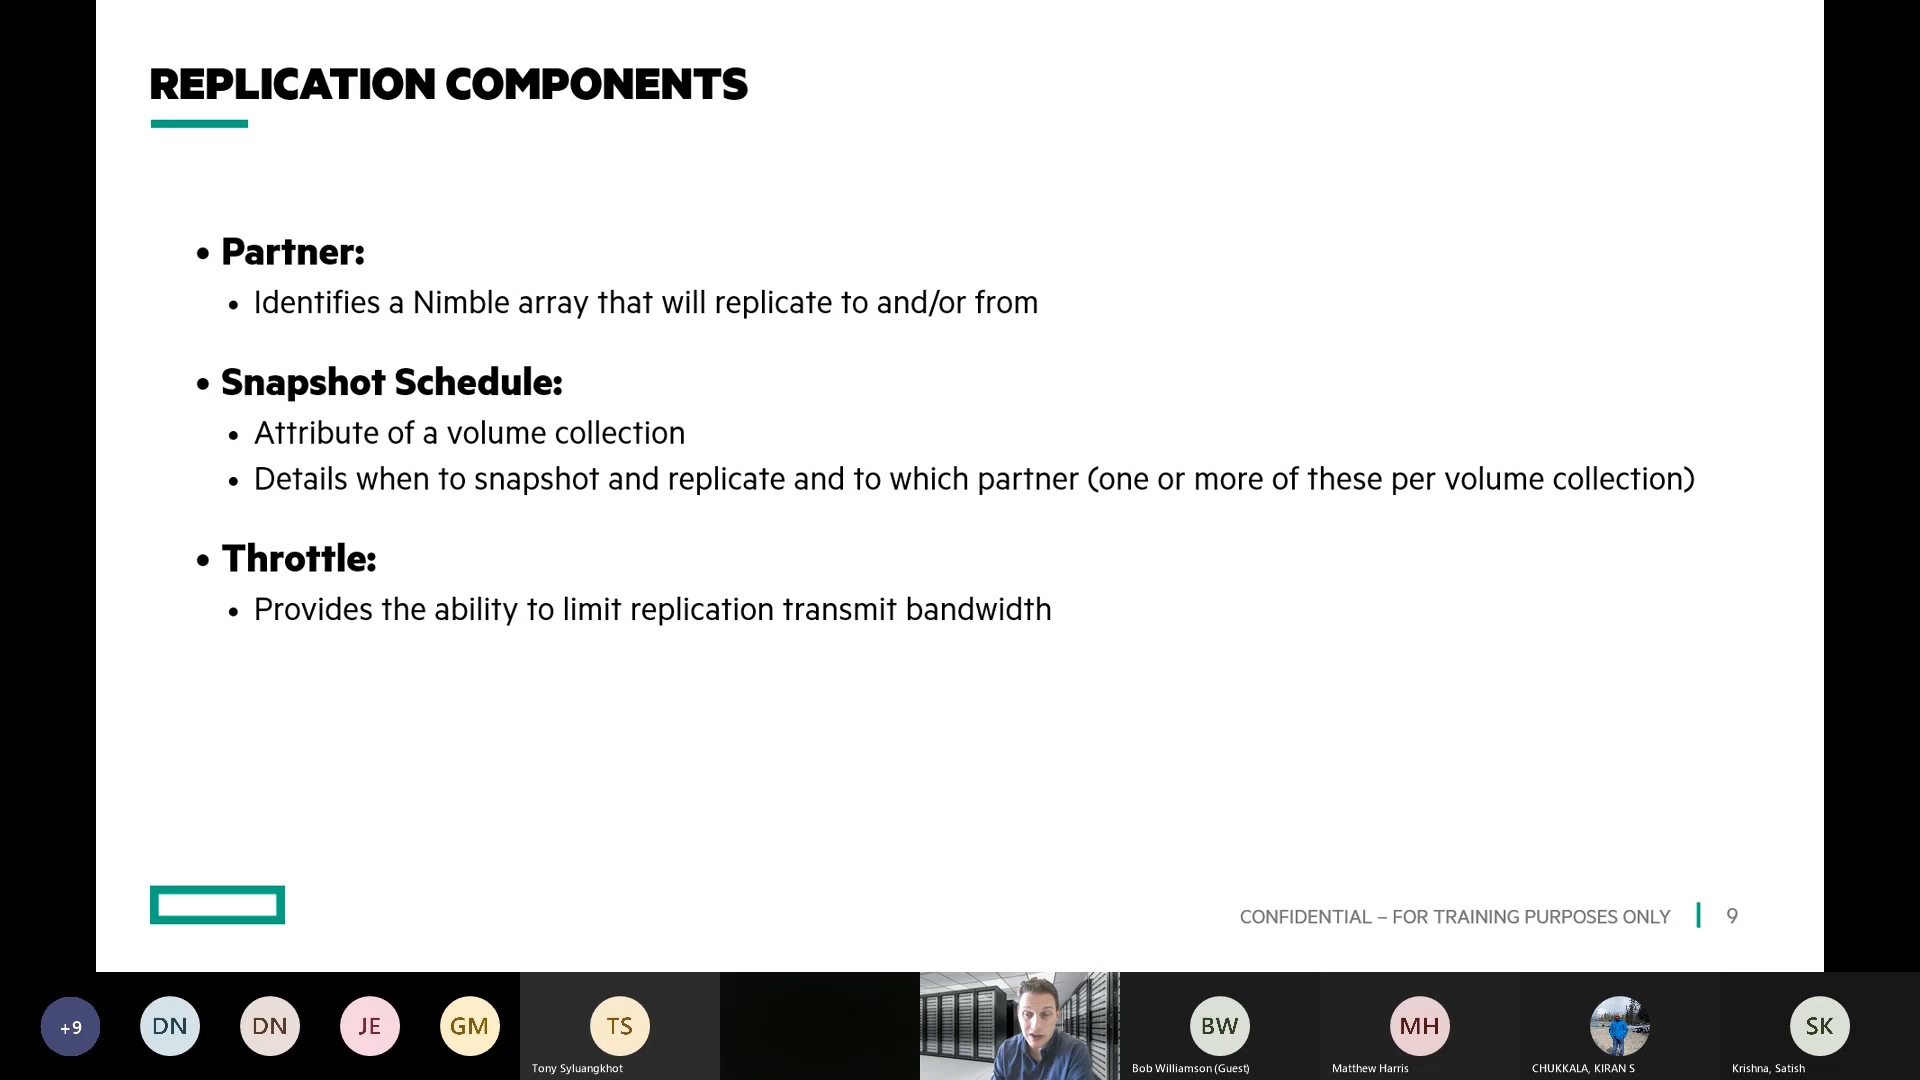 REPLICATION COMPONENTS
• Partner:
• Identifies a Nimble array that will replicate to and/or from
• Snapshot Schedule:
• Attribute of a volume collection
• Details when to snapshot and replicate and to which partner (one or more of these per volume collection)
• Throttle:
• Provides the ability to limit replication transmit bandwidth
CONFIDENTIAL – FOR TRAINING PURPOSES ONLY | 9
+9 DN DN JE GM TS BW MH SK
Tony Syluangkhot Bob Williamson (Guest) Matthew Harris CHUKKALA, KIRAN S Krishna, Satish